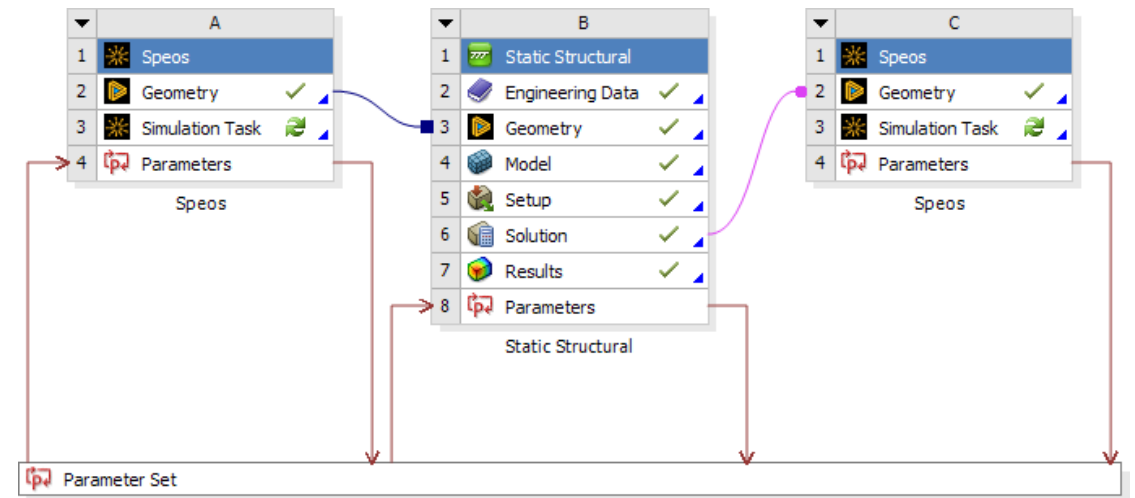 A
1 Speos
2 Geometry
3 Simulation Task
4 Parameters
Speos
B
1 Static Structural
2 Engineering Data
3 Geometry
4 Model
5 Setup
6 Solution
7 Results
8 Parameters
Static Structural
C
1 Speos
2 Geometry
3 Simulation Task
4 Parameters
Speos
Parameter Set